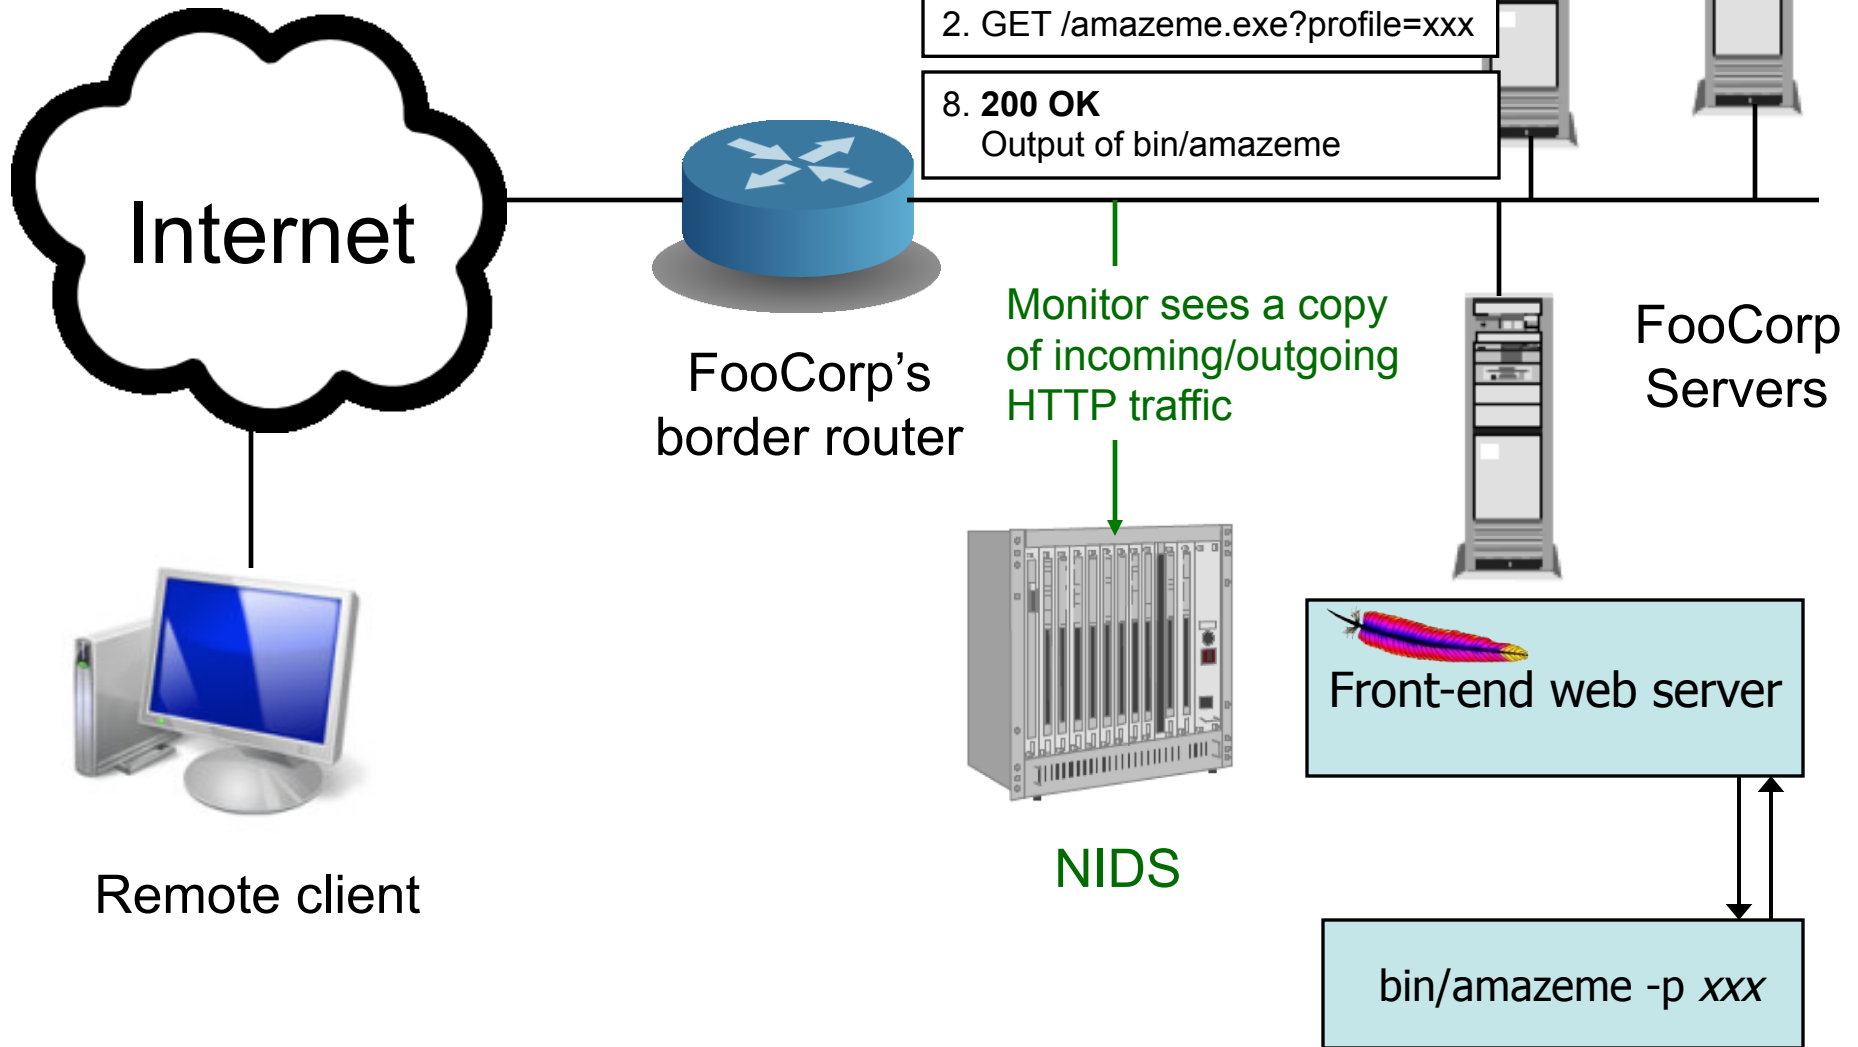 2. GET /amazeme.exe?profile=xxx
8. 200 OK
Output of bin/amazeme
Internet
Monitor sees a copy
of incoming/outgoing
HTTP traffic
FooCorp
Servers
FooCorp's
border router
Front-end web server
NIDS
Remote client
bin/amazeme -p xxx